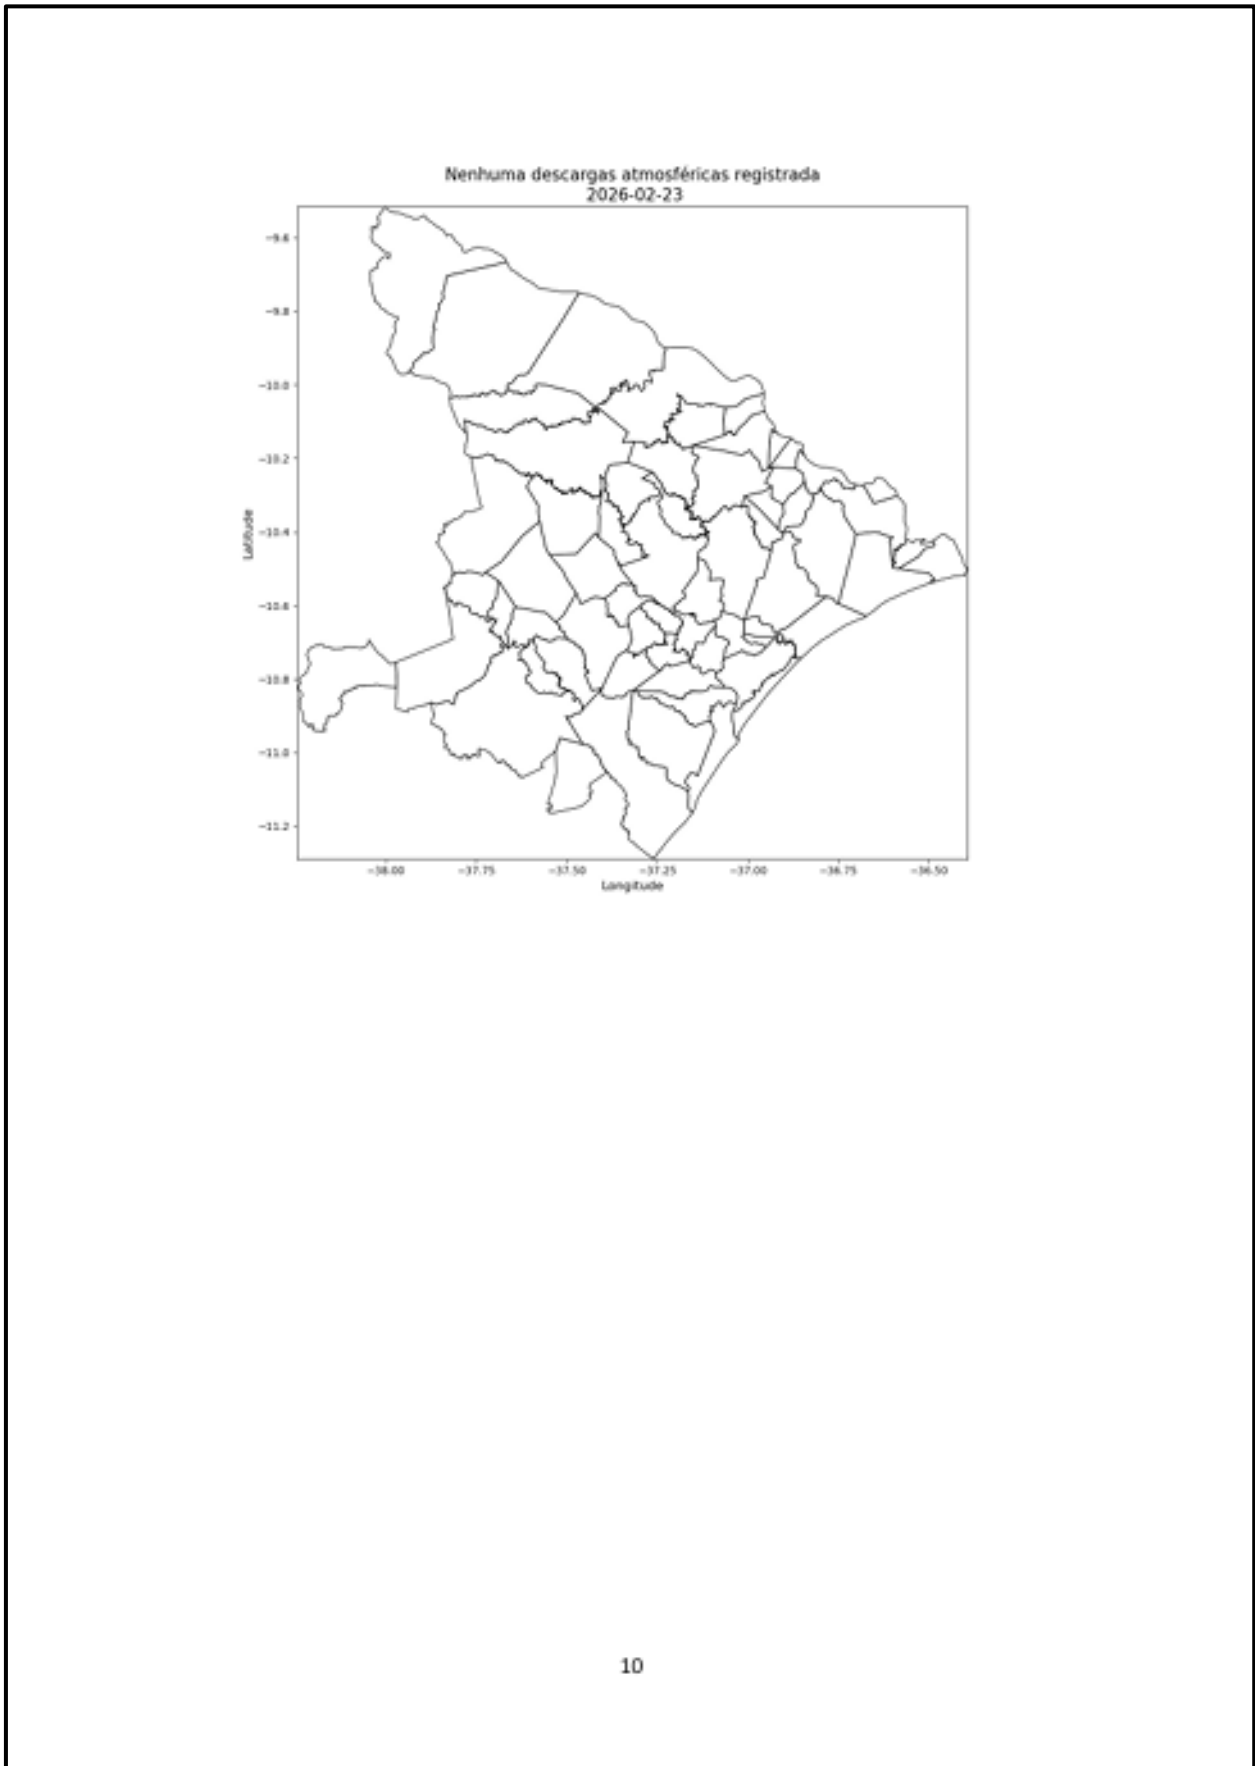 Nenhuma descargas atmosféricas registrada
2026-02-23
−9.6
−9.8
−10.0
−10.2
−10.4
−10.6
−10.8
−11.0
−11.2
Latitude
−38.00 −37.75 −37.50 −37.25 −37.00 −36.75 −36.50
Longitude
10